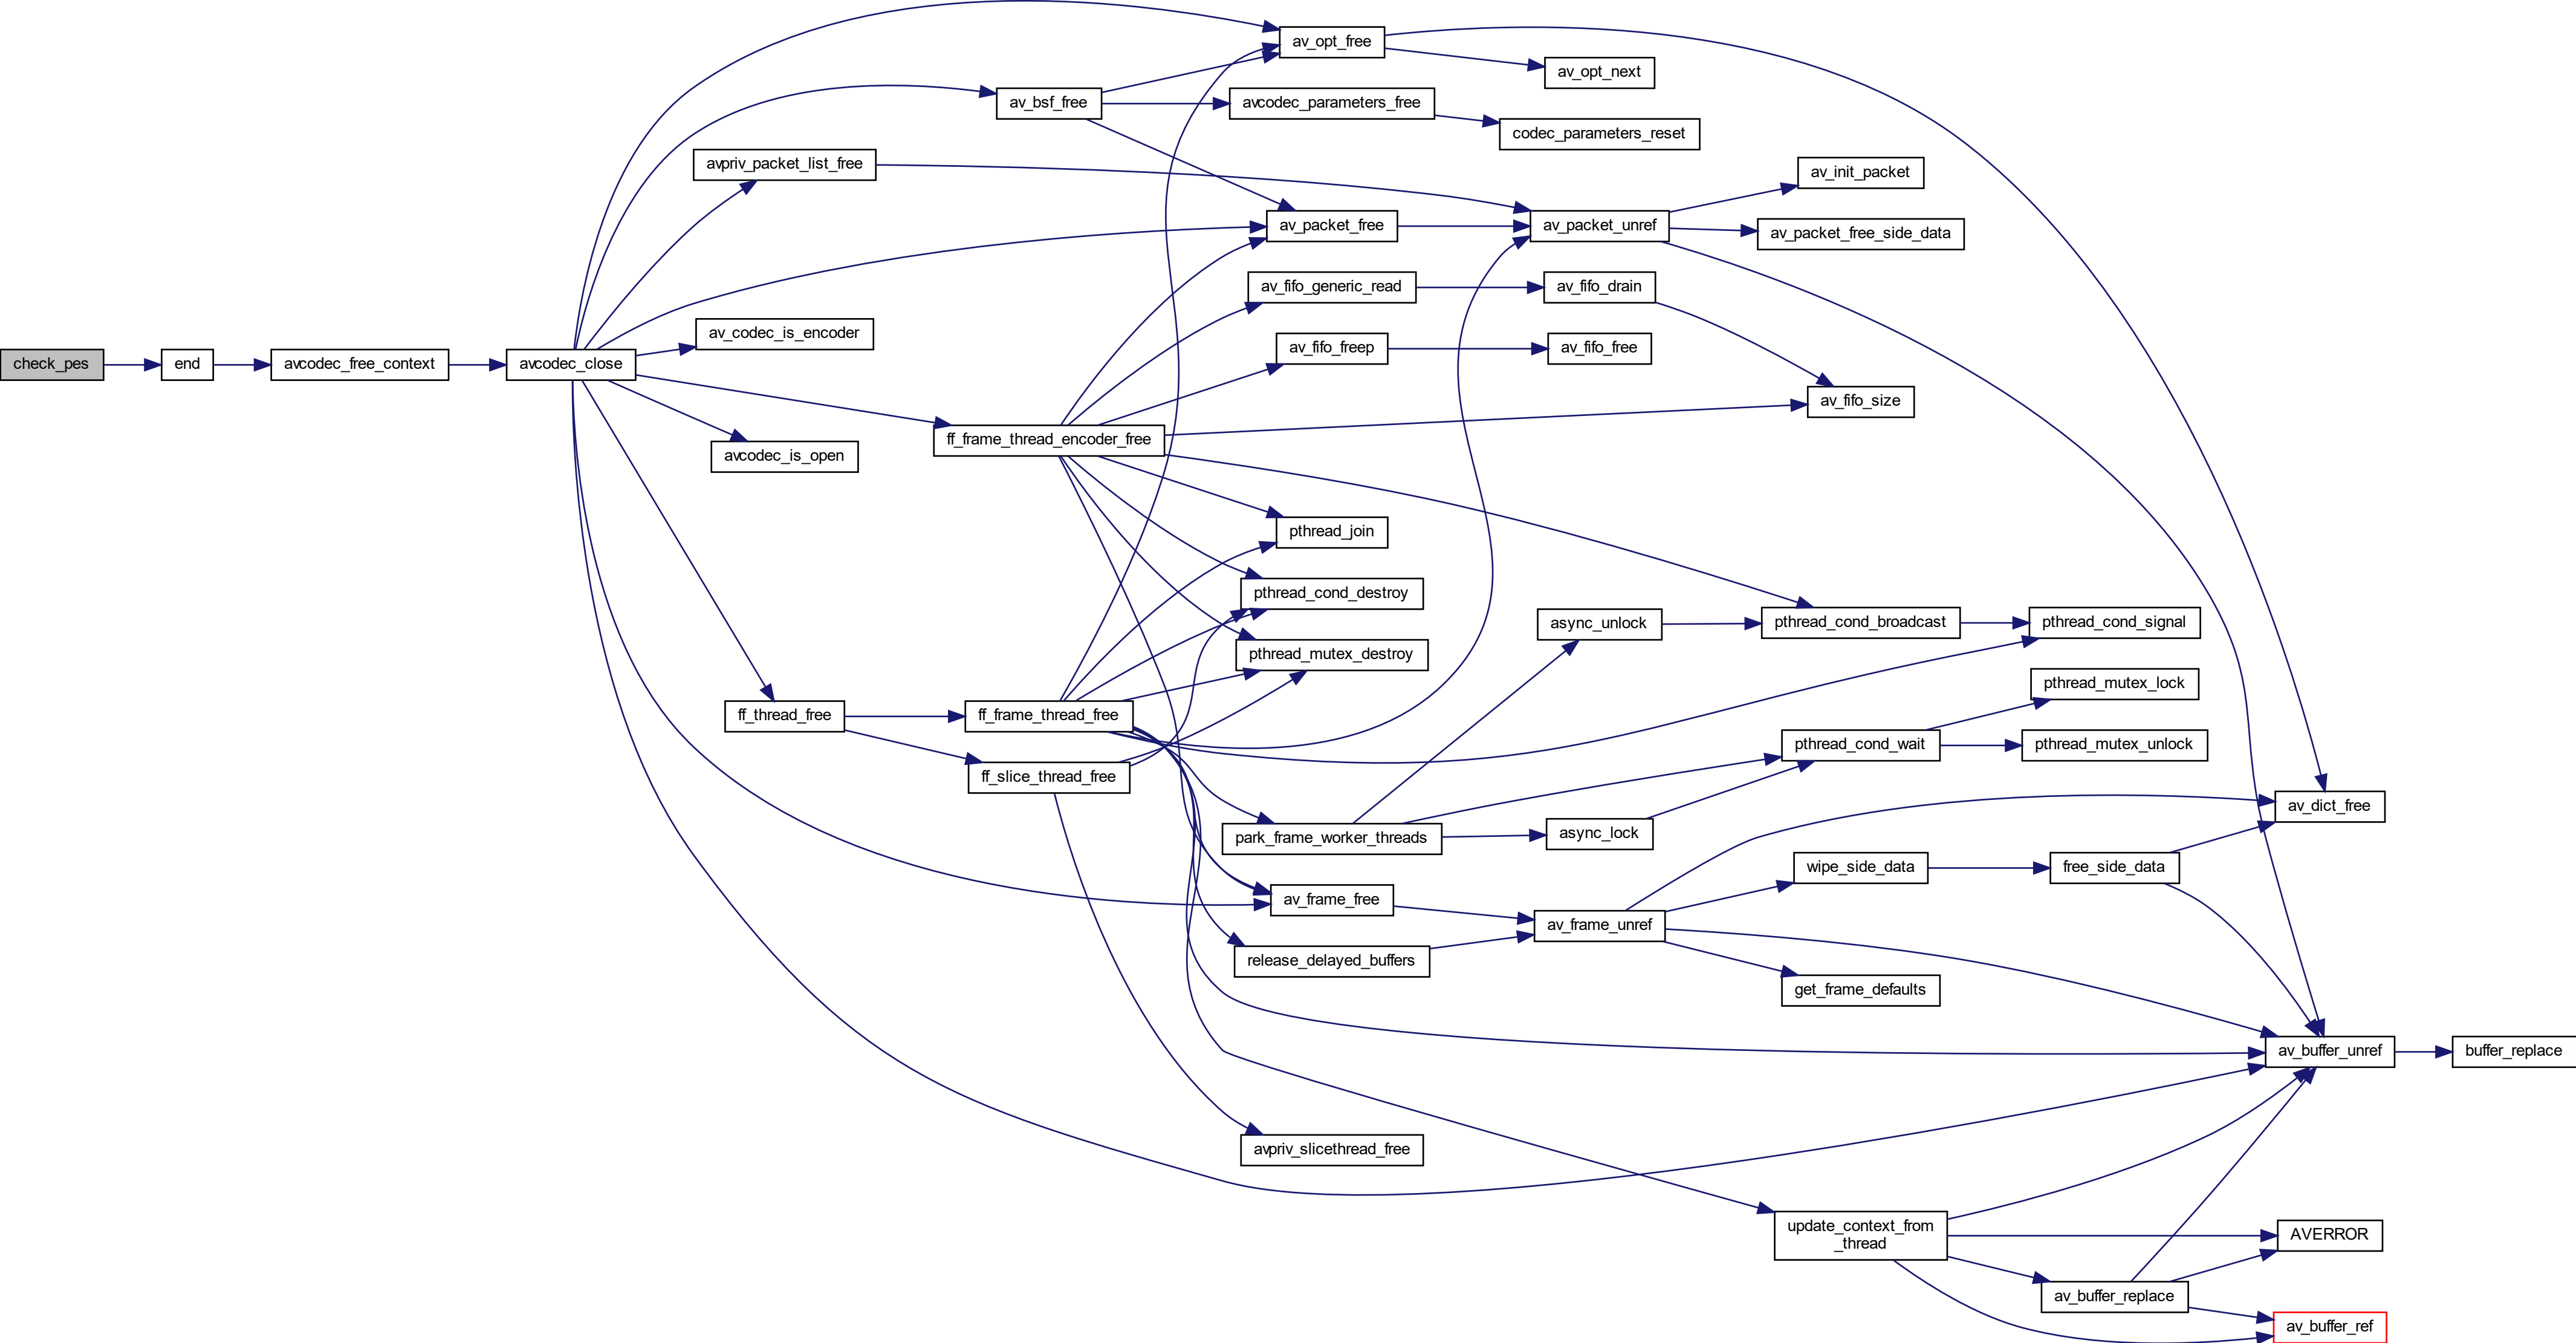 av_opt_free
av_opt_next
av_bsf_free
avcodec_parameters_free
codec_parameters_reset
avpriv_packet_list_free
av_init_packet
av_packet_free
av_packet_unref
av_packet_free_side_data
av_fifo_generic_read
av_fifo_drain
av_codec_is_encoder
av_fifo_freep
av_fifo_free
check_pes
end
avcodec_free_context
avcodec_close
av_fifo_size
ff_frame_thread_encoder_free
avcodec_is_open
pthread_join
pthread_cond_destroy
async_unlock
pthread_cond_broadcast
pthread_cond_signal
pthread_mutex_destroy
pthread_mutex_lock
ff_thread_free
ff_frame_thread_free
pthread_cond_wait
pthread_mutex_unlock
ff_slice_thread_free
av_dict_free
park_frame_worker_threads
async_lock
wipe_side_data
free_side_data
av_frame_free
av_frame_unref
release_delayed_buffers
get_frame_defaults
av_buffer_unref
buffer_replace
avpriv_slicethread_free
update_context_from
_thread
AVERROR
av_buffer_replace
av_buffer_ref